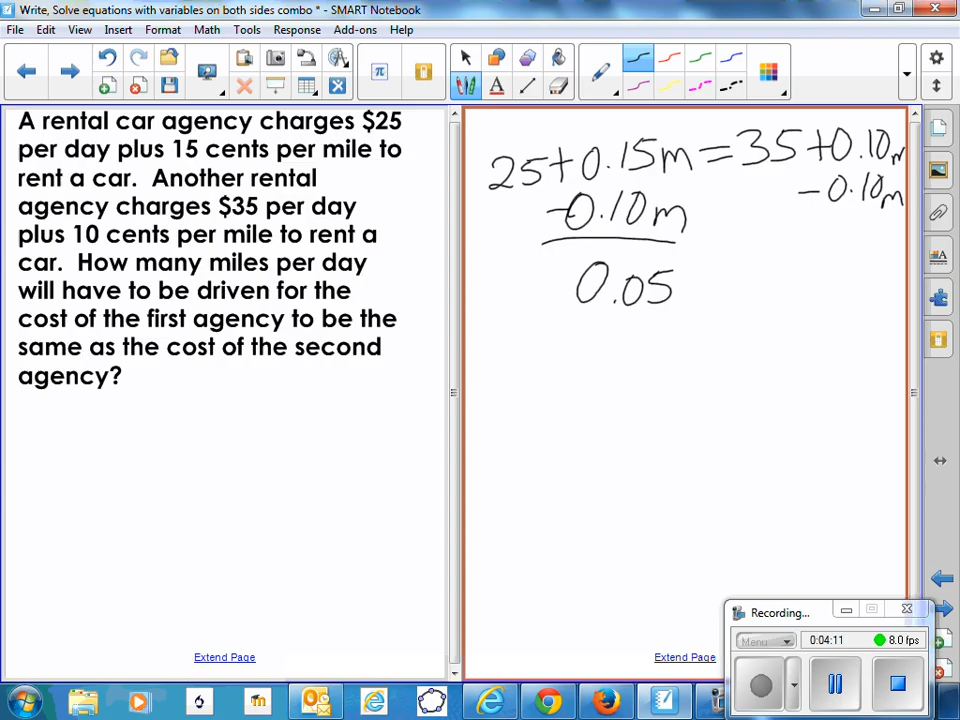 Write, Solve equations with variables on both sides combo * - SMART Notebook
File Edit View Insert Format Math Tools Response Add-ons Help
A rental car agency charges $25
per day plus 15 cents per mile to
rent a car. Another rental
agency charges $35 per day
plus 10 cents per mile to rent a
car. How many miles per day
will have to be driven for the
cost of the first agency to be the
same as the cost of the second
agency?
25+0.15m=35+0.10m
-0.10m -0.10m
0.05
Extend Page Extend Page
Recording...
Menu 0:04:11 8.0 fps